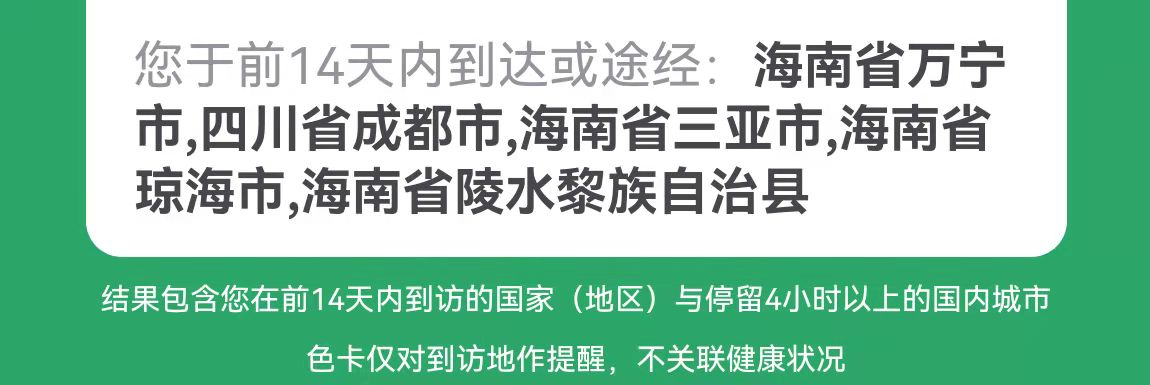 您于前14天内到达或途经：海南省万宁
市,四川省成都市,海南省三亚市,海南省
琼海市,海南省陵水黎族自治县
结果包含您在前14天内到访的国家（地区）与停留4小时以上的国内城市
色卡仅对到访地作提醒，不关联健康状况